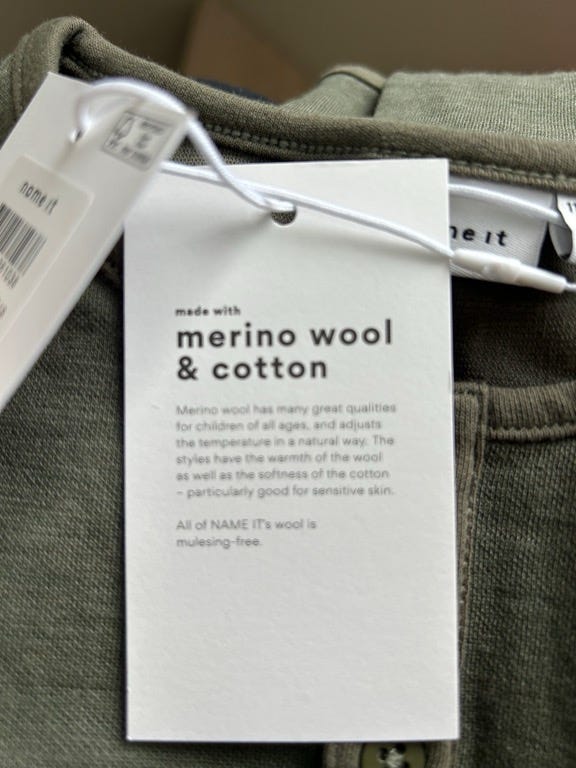 name it
made with
merino wool
& cotton
Merino wool has many great qualities
for children of all ages, and adjusts
the temperature in a natural way. The
styles have the warmth of the wool
as well as the softness of the cotton
– particularly good for sensitive skin.
All of NAME IT's wool is
mulesing-free.
it